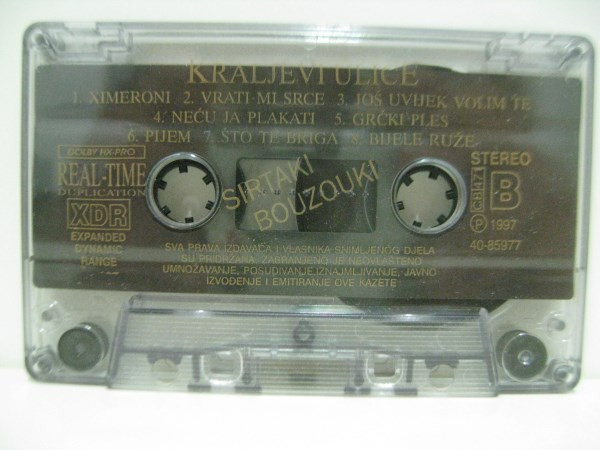 KRALJEVI ULICE
1. XIMERONI 2. VRATI MI SRCE 3. JOŠ UVIJEK VOLIM TE
4. NEĆU JA PLAKATI 5. GRČKI PLES
6. PIJEM 7. ŠTO TE BRIGA 8. BIJELE RUŽE
DOLBY HX-PRO
REAL-TIME
DUPLICATION
XDR
EXPANDED
DYNAMIC
RANGE
SIRTAKI
BOUZOUKI
STEREO
B
P 1997
40-85977
SVA PRAVA IZDAVAČA I VLASNIKA SNIMLJENOG DJELA
SU PRIDRŽANA. ZABRANJENO JE NEOVLAŠTENO
UMNOŽAVANJE, POSUĐIVANJE, IZNAJMLJIVANJE, JAVNO
IZVOĐENJE I EMITIRANJE OVE KAZETE